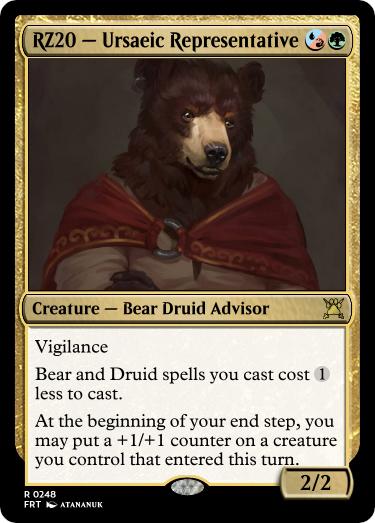 RZ20 — Ursaeic Representative
Creature — Bear Druid Advisor
Vigilance
Bear and Druid spells you cast cost 1
less to cast.
At the beginning of your end step, you
may put a +1/+1 counter on a creature
you control that entered this turn.
2/2
R 0248
FRT ATANANUK